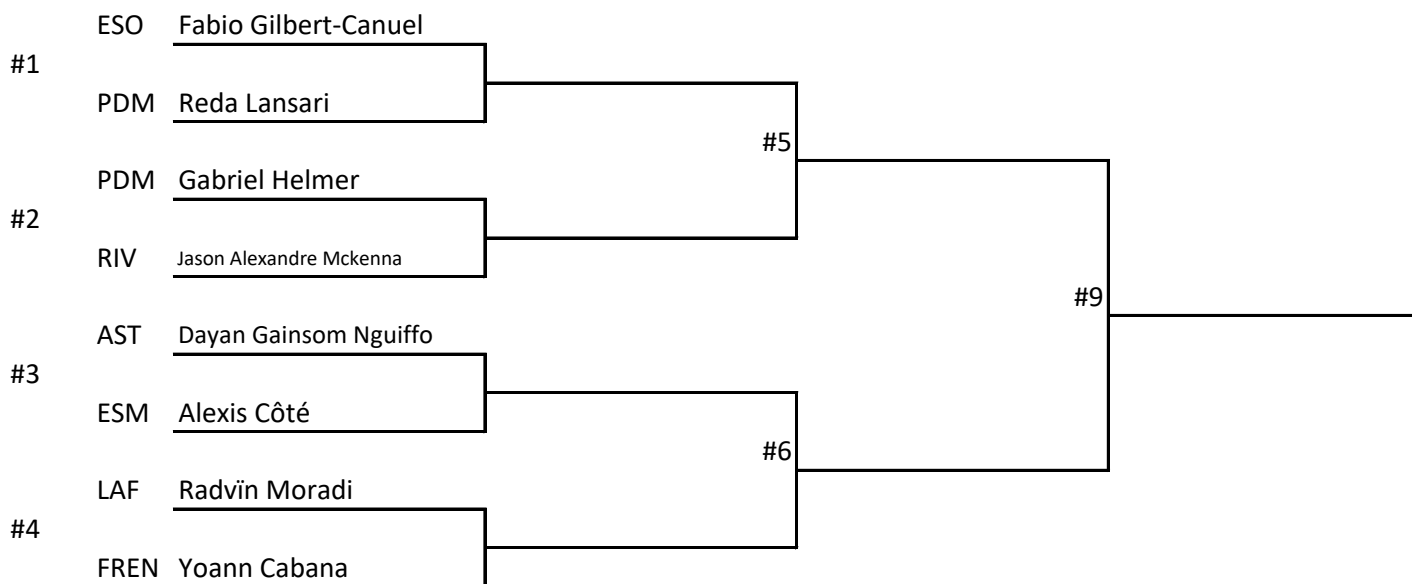 ESO Fabio Gilbert-Canuel
#1
PDM Reda Lansari
#5
PDM Gabriel Helmer
#2
RIV Jason Alexandre Mckenna
#9
AST Dayan Gainsom Nguiffo
#3
ESM Alexis Côté
#6
LAF Radvïn Moradi
#4
FREN Yoann Cabana